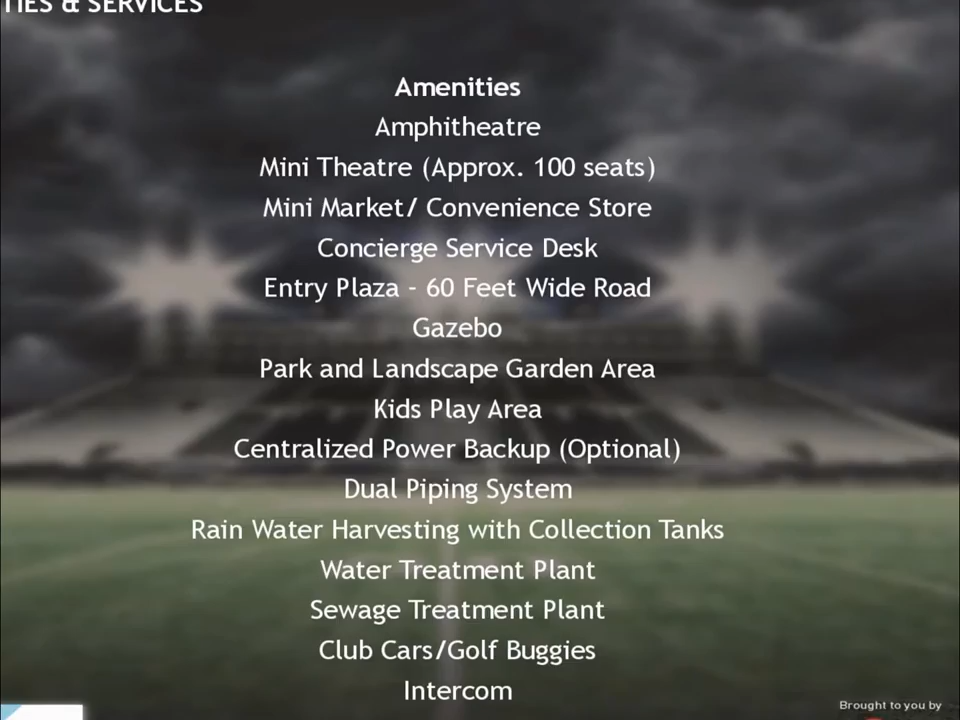 TIES & SERVICES
Amenities
Amphitheatre
Mini Theatre (Approx. 100 seats)
Mini Market/ Convenience Store
Concierge Service Desk
Entry Plaza - 60 Feet Wide Road
Gazebo
Park and Landscape Garden Area
Kids Play Area
Centralized Power Backup (Optional)
Dual Piping System
Rain Water Harvesting with Collection Tanks
Water Treatment Plant
Sewage Treatment Plant
Club Cars/Golf Buggies
Intercom
Brought to you by